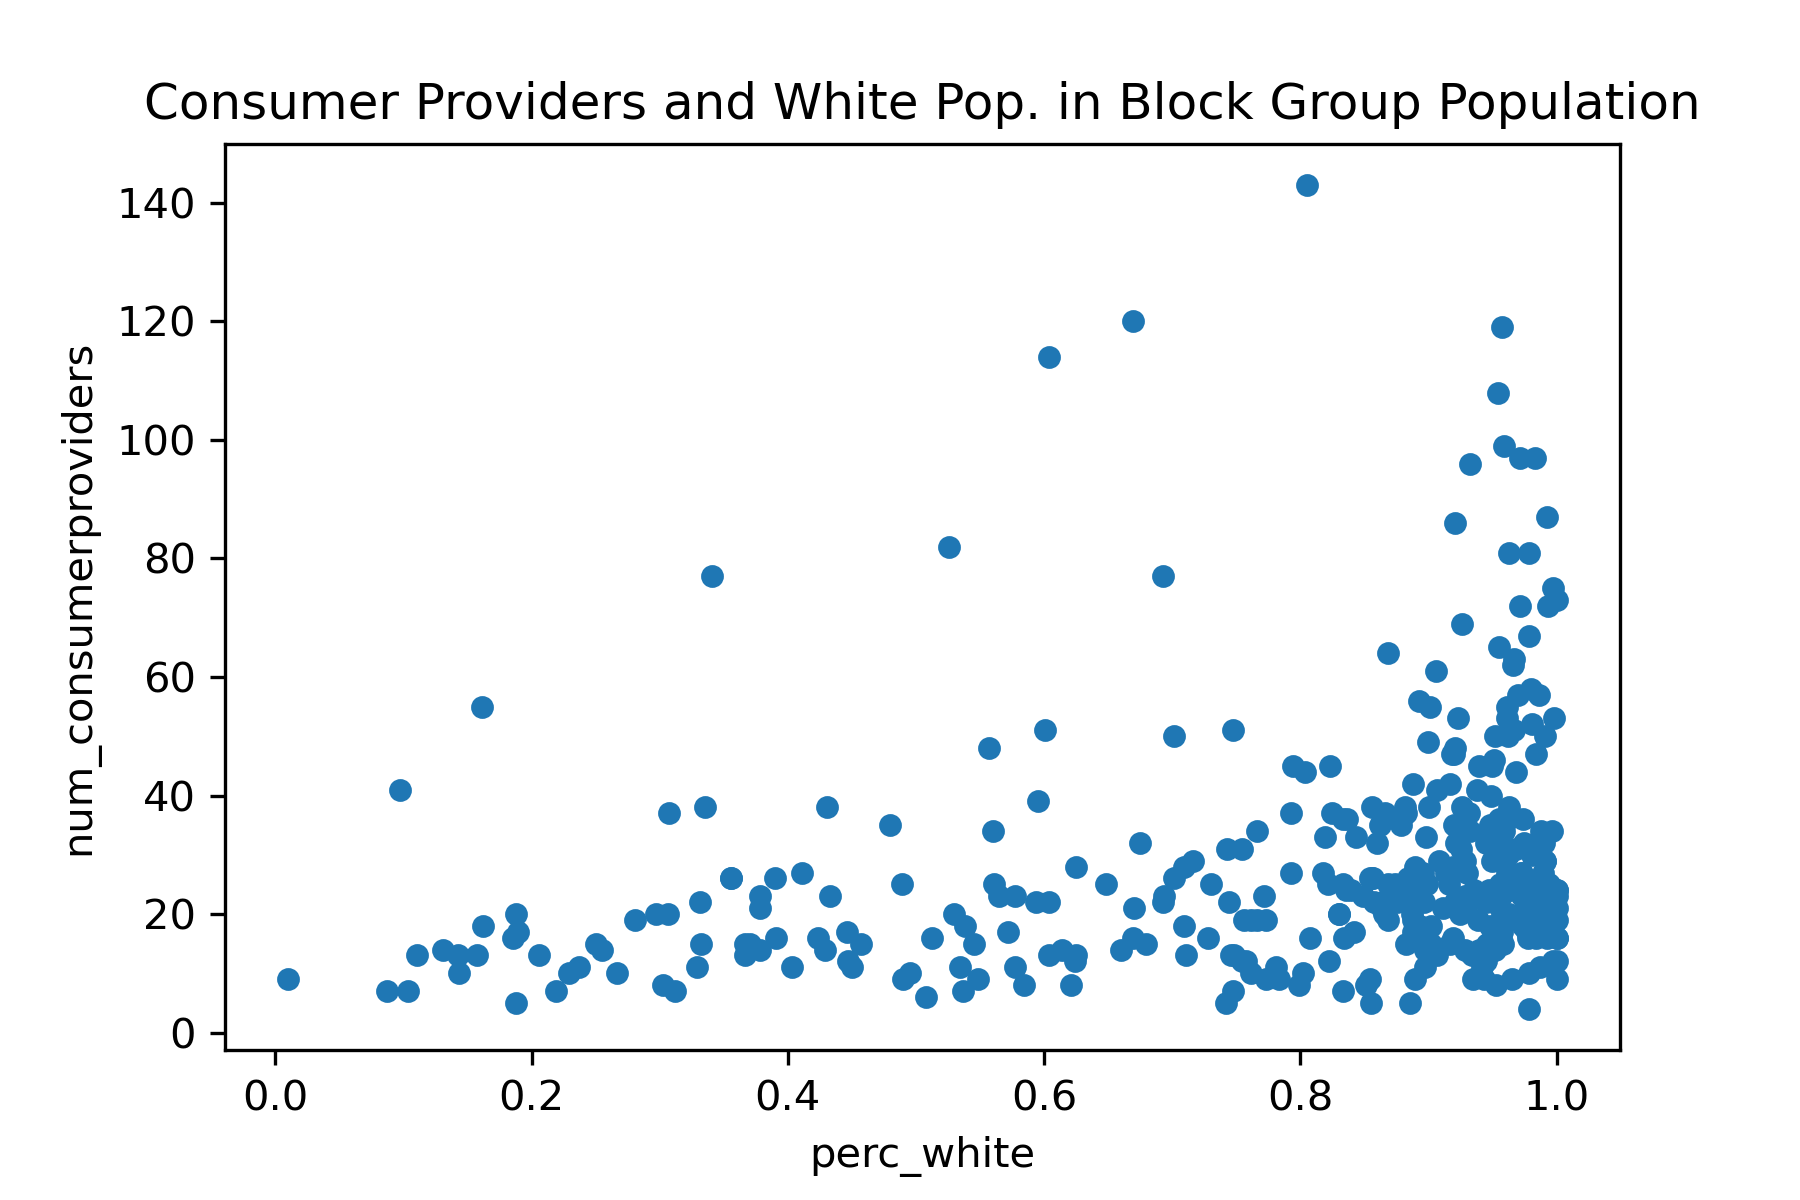 Consumer Providers and White Pop. in Block Group Population
140
120
100
80
60
40
20
0
num_consumerproviders
0.0 0.2 0.4 0.6 0.8 1.0
perc_white